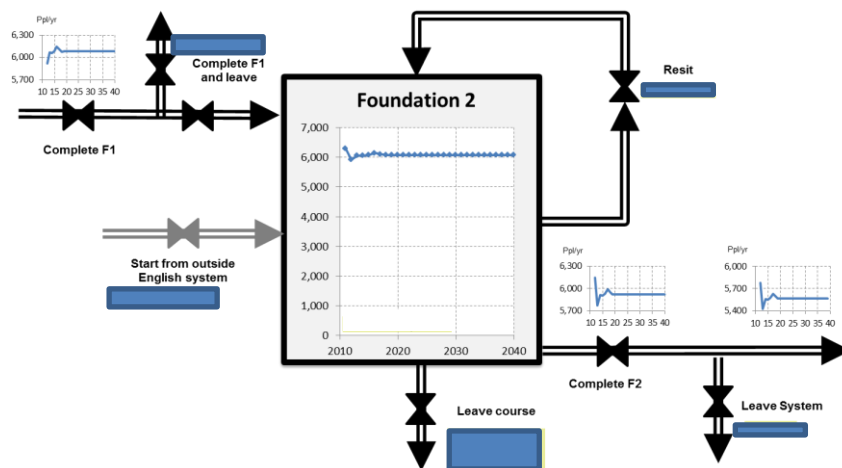 Ppl/yr
6,300
6,000
5,700
10 15 20 25 30 35 40
Complete F1
and leave
Complete F1
Resit
Foundation 2
7,000
6,000
5,000
4,000
3,000
2,000
1,000
0
2010 2020 2030 2040
Start from outside
English system
Ppl/yr
6,300
6,000
5,700
10 15 20 25 30 35 40
Ppl/yr
6,000
5,700
5,400
10 15 20 25 30 35 40
Complete F2
Leave course
Leave System